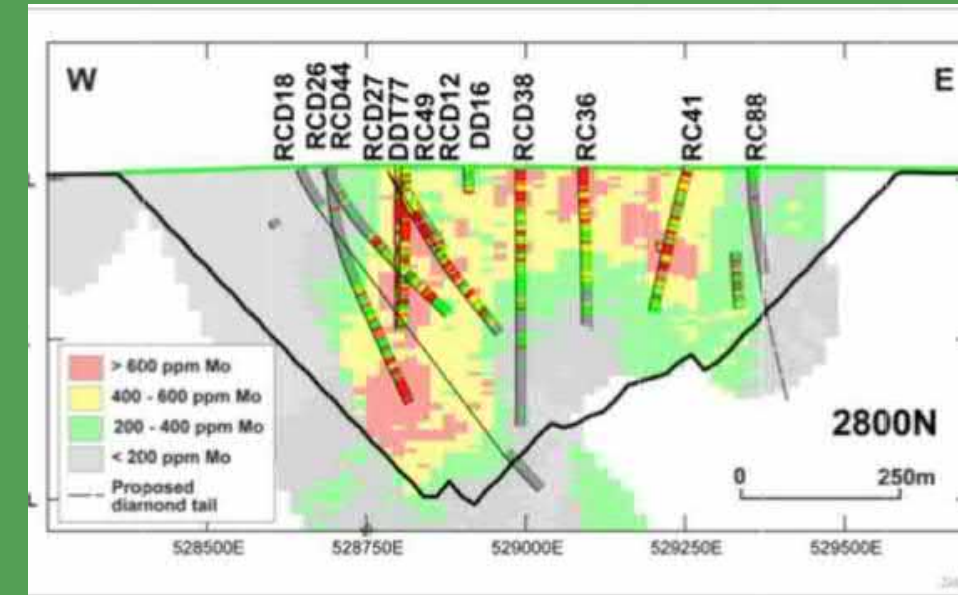 W
E
RCD18
RCD26
RCD44
RCD27
DDT77
RC49
RCD12
DD16
RCD38
RC36
RC41
RC88
> 600 ppm Mo
400 - 600 ppm Mo
200 - 400 ppm Mo
< 200 ppm Mo
Proposed
diamond tail
2800N
0
250m
528500E
528750E
529000E
529250E
529500E